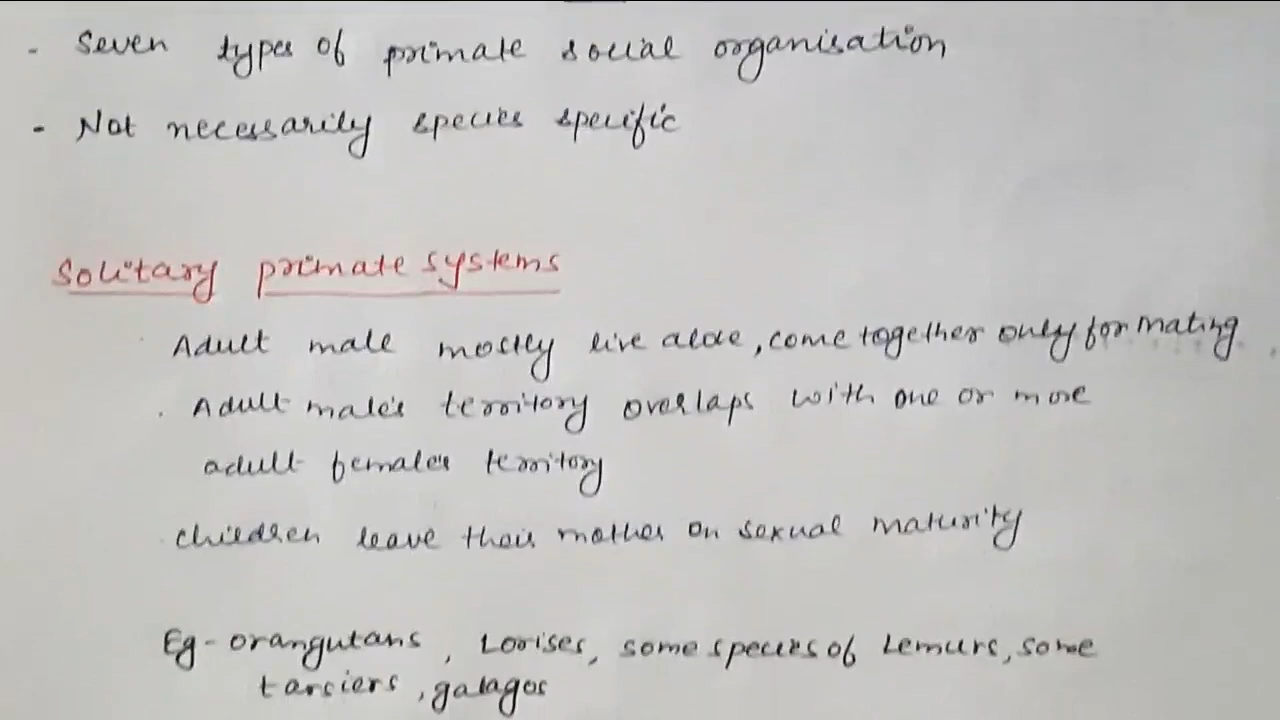 - Seven types of primate social organisation
- Not necessarily species specific
Solitary primate systems
. Adult male mostly live aloe, come together only for mating
. Adult male's territory overlaps with one or more
adult female's territory
. children leave their mother on sexual maturity
Eg - orangutans, Lorises, some species of Lemurs, some
tarsiers, galagos